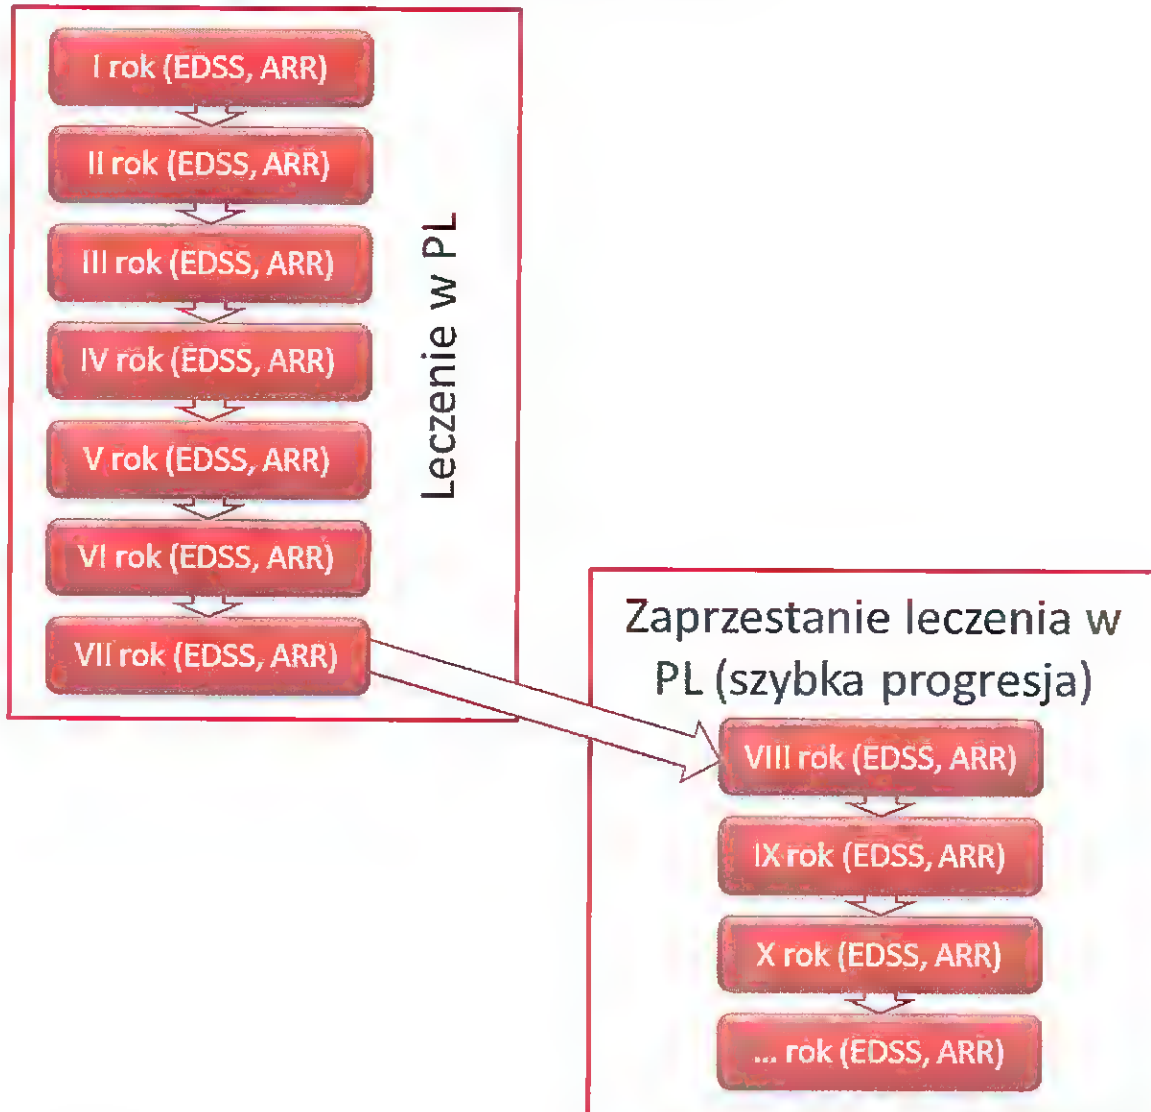 I rok (EDSS, ARR)
II rok (EDSS, ARR)
III rok (EDSS, ARR)
IV rok (EDSS, ARR)
V rok (EDSS, ARR)
VI rok (EDSS, ARR)
VII rok (EDSS, ARR)
Leczenie w PL
Zaprzestanie leczenia w
PL (szybka progresja)
VIII rok (EDSS, ARR)
IX rok (EDSS, ARR)
X rok (EDSS, ARR)
... rok (EDSS, ARR)